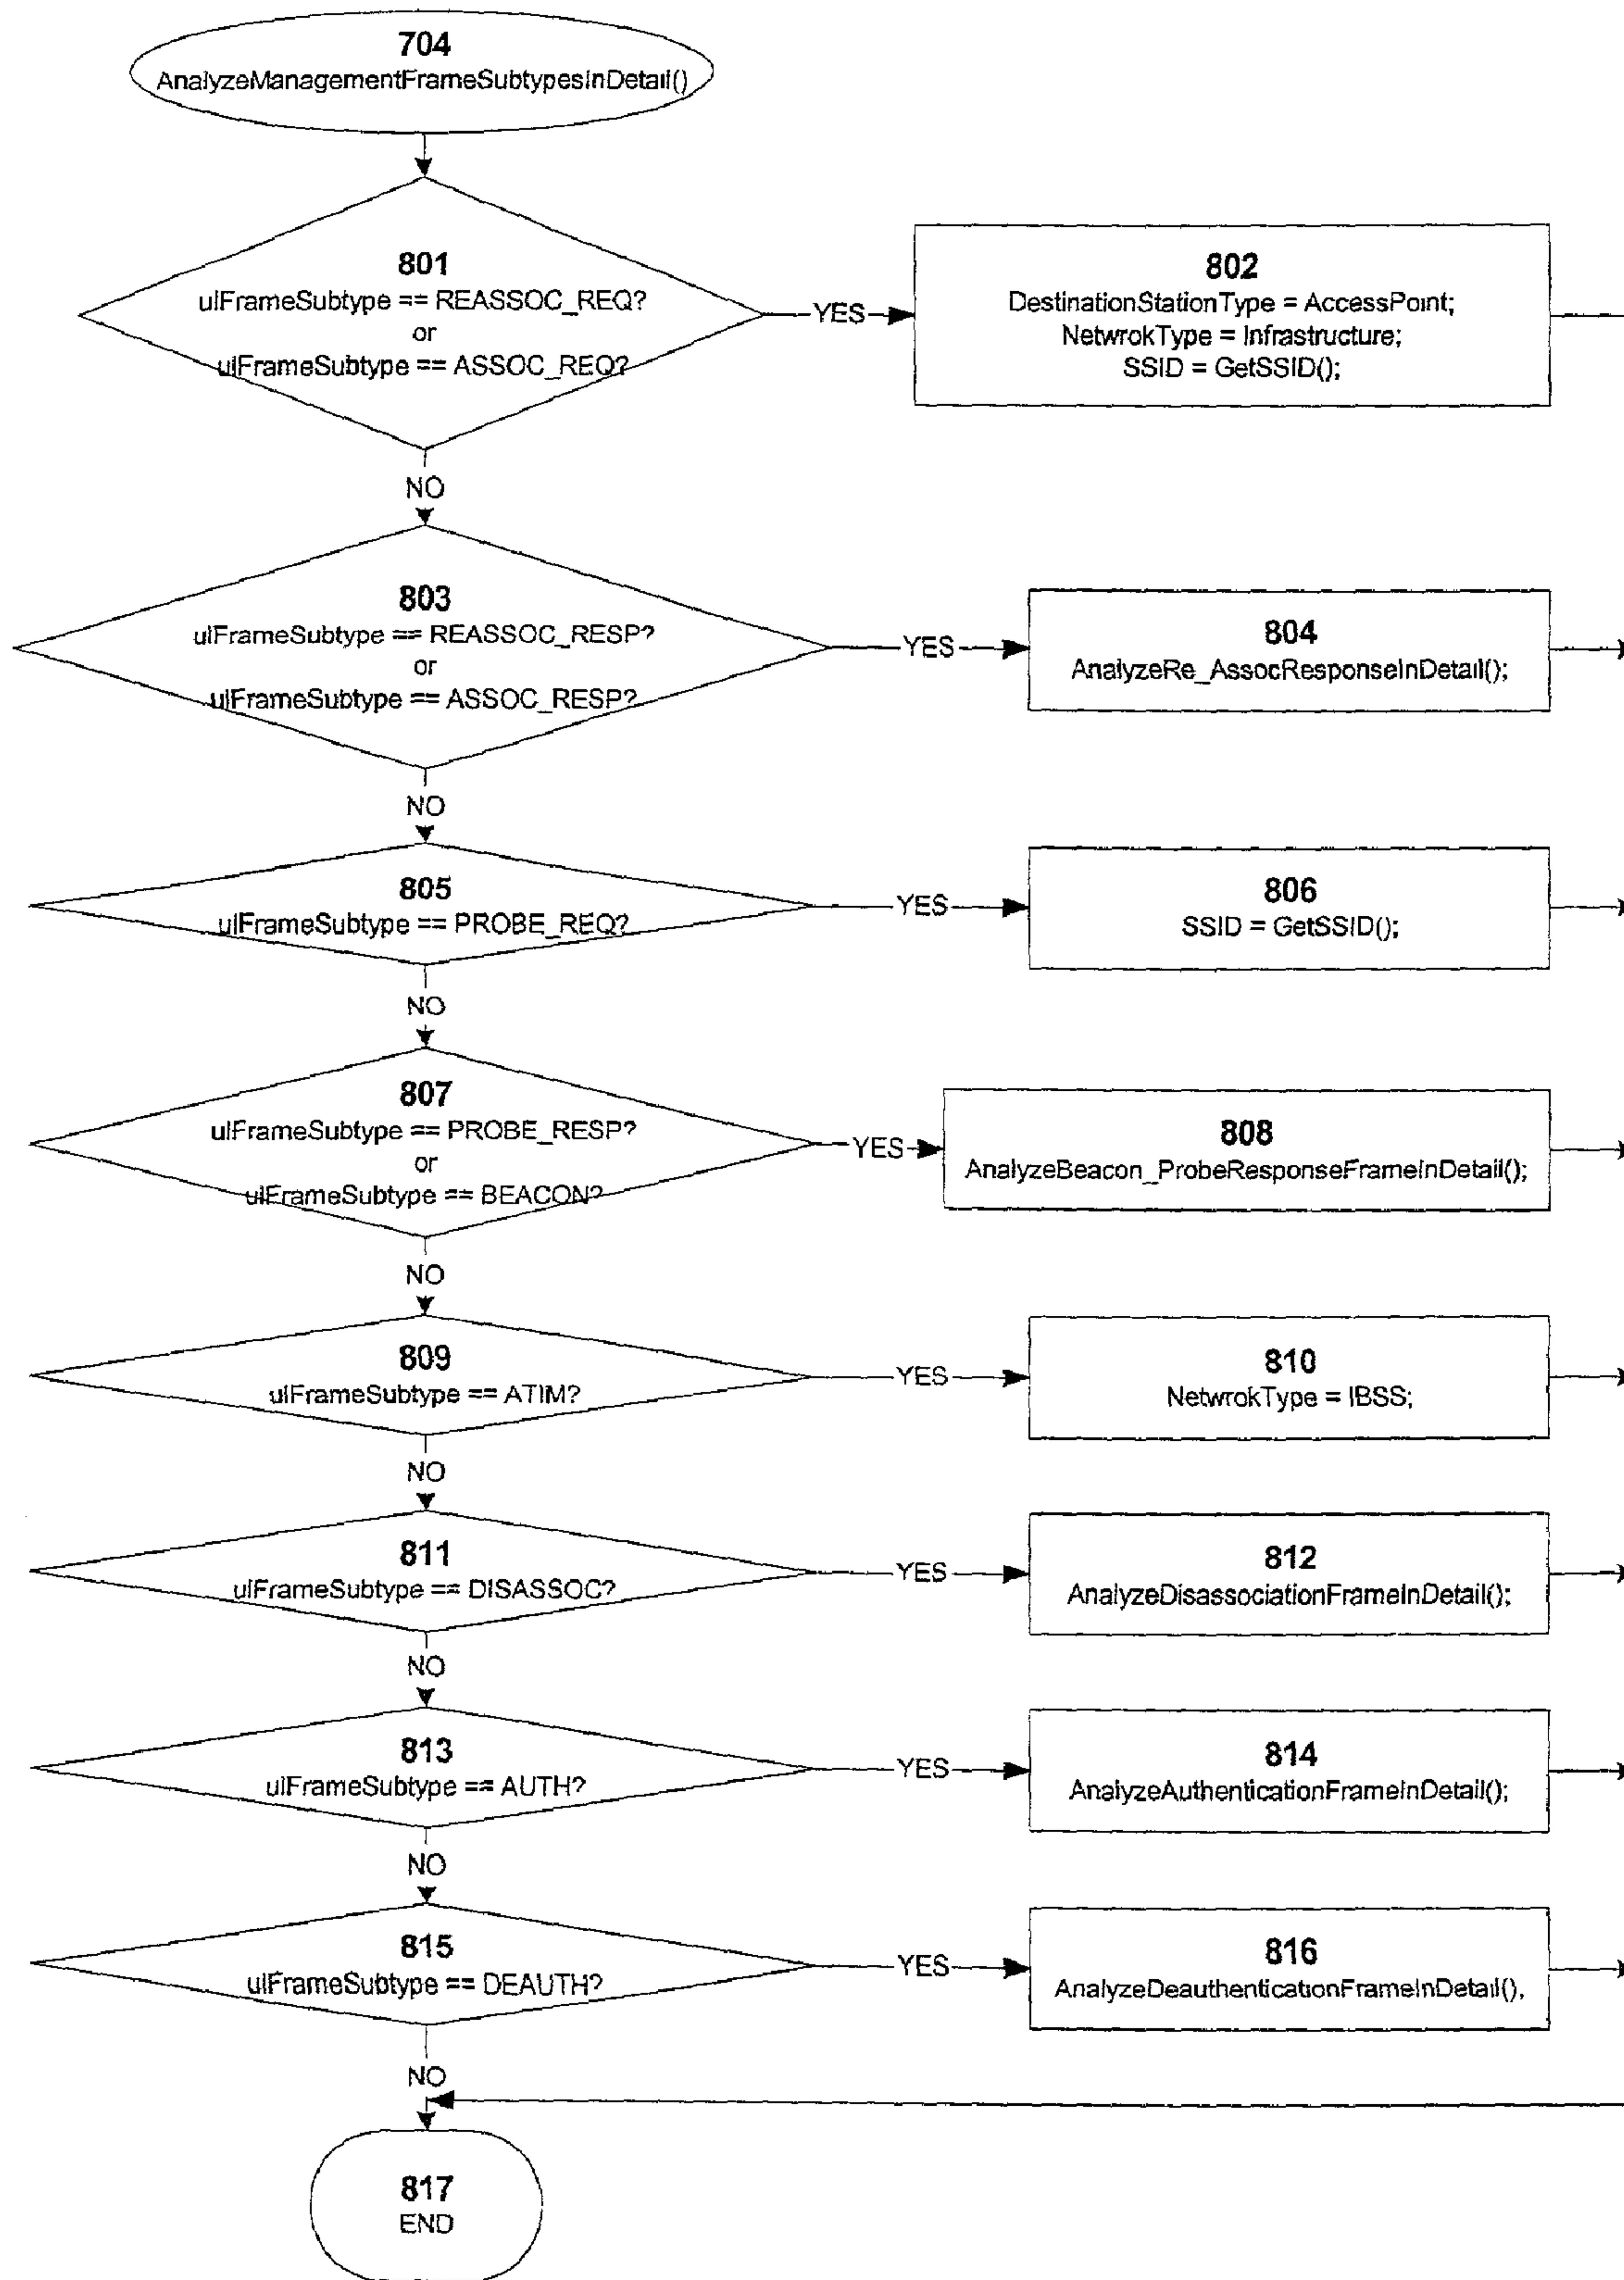 704
AnalyzeManagementFrameSubtypesInDetail()
801
ulFrameSubtype == REASSOC_REQ?
or
ulFrameSubtype == ASSOC_REQ?
YES
802
DestinationStationType = AccessPoint;
NetwrokType = Infrastructure;
SSID = GetSSID();
NO
803
ulFrameSubtype == REASSOC_RESP?
or
ulFrameSubtype == ASSOC_RESP?
YES
804
AnalyzeRe_AssocResponseInDetail();
NO
805
ulFrameSubtype == PROBE_REQ?
YES
806
SSID = GetSSID();
NO
807
ulFrameSubtype == PROBE_RESP?
or
ulFrameSubtype == BEACON?
YES
808
AnalyzeBeacon_ProbeResponseFrameInDetail();
NO
809
ulFrameSubtype == ATIM?
YES
810
NetwrokType = IBSS;
NO
811
ulFrameSubtype == DISASSOC?
YES
812
AnalyzeDisassociationFrameInDetail();
NO
813
ulFrameSubtype == AUTH?
YES
814
AnalyzeAuthenticationFrameInDetail();
NO
815
ulFrameSubtype == DEAUTH?
YES
816
AnalyzeDeauthenticationFrameInDetail(),
NO
817
END